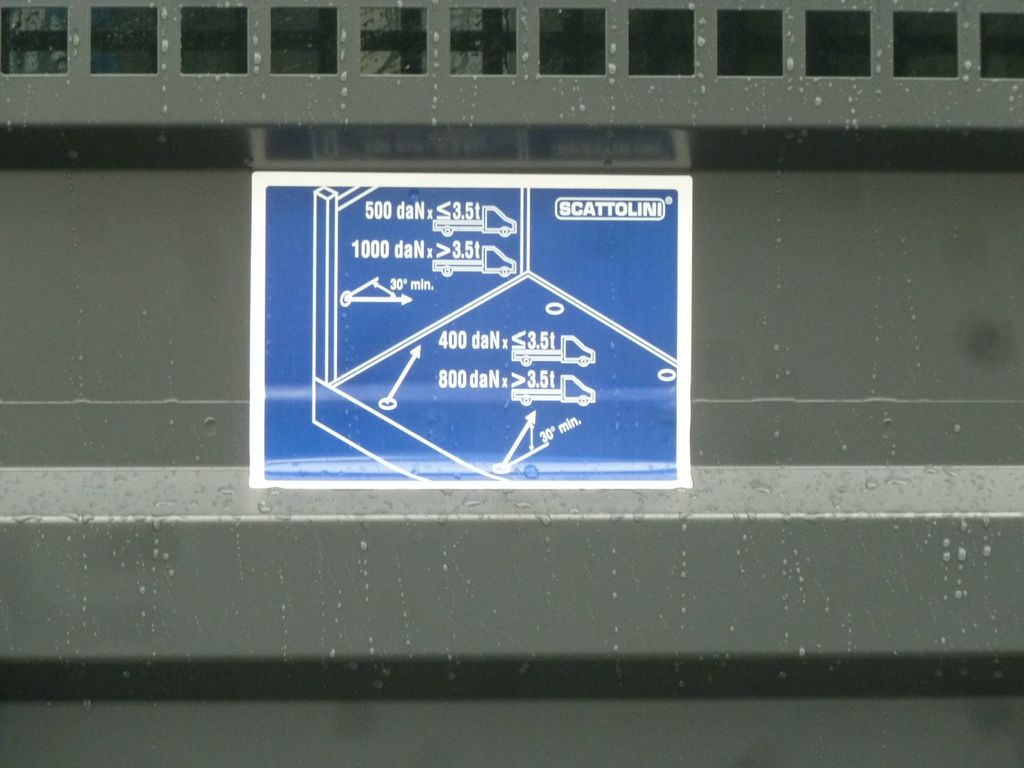 SCATTOLINI®
500 daN x ≤3.5t
1000 daN x >3.5t
30° min.
400 daN x ≤3.5t
800 daN x >3.5t
30° min.